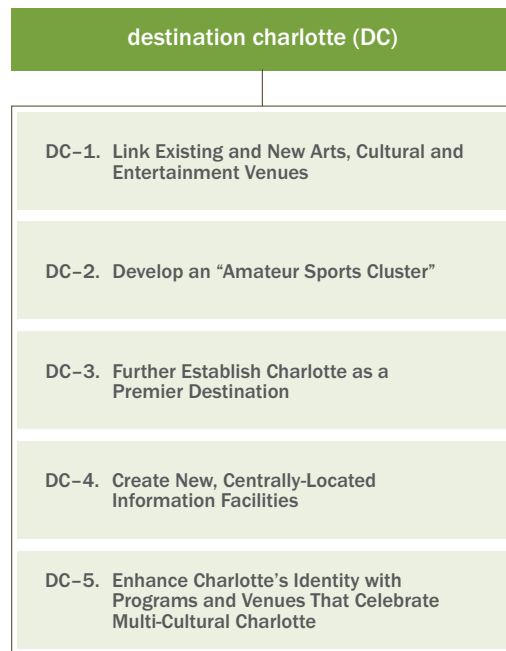 destination charlotte (DC)
DC–1. Link Existing and New Arts, Cultural and
Entertainment Venues
DC–2. Develop an “Amateur Sports Cluster”
DC–3. Further Establish Charlotte as a
Premier Destination
DC–4. Create New, Centrally-Located
Information Facilities
DC–5. Enhance Charlotte’s Identity with
Programs and Venues That Celebrate
Multi-Cultural Charlotte